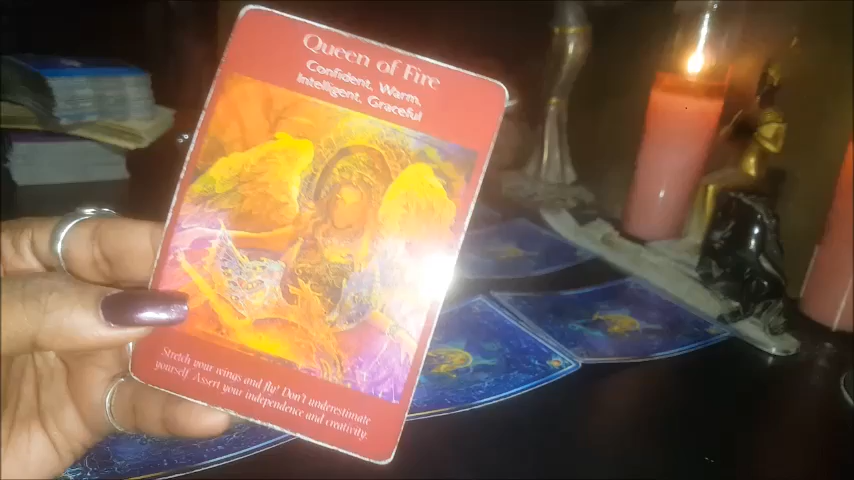 Queen of Fire
Confident, Warm,
Intelligent, Graceful
Stretch your wings and fly! Don't underestimate
yourself. Assert your independence and creativity.